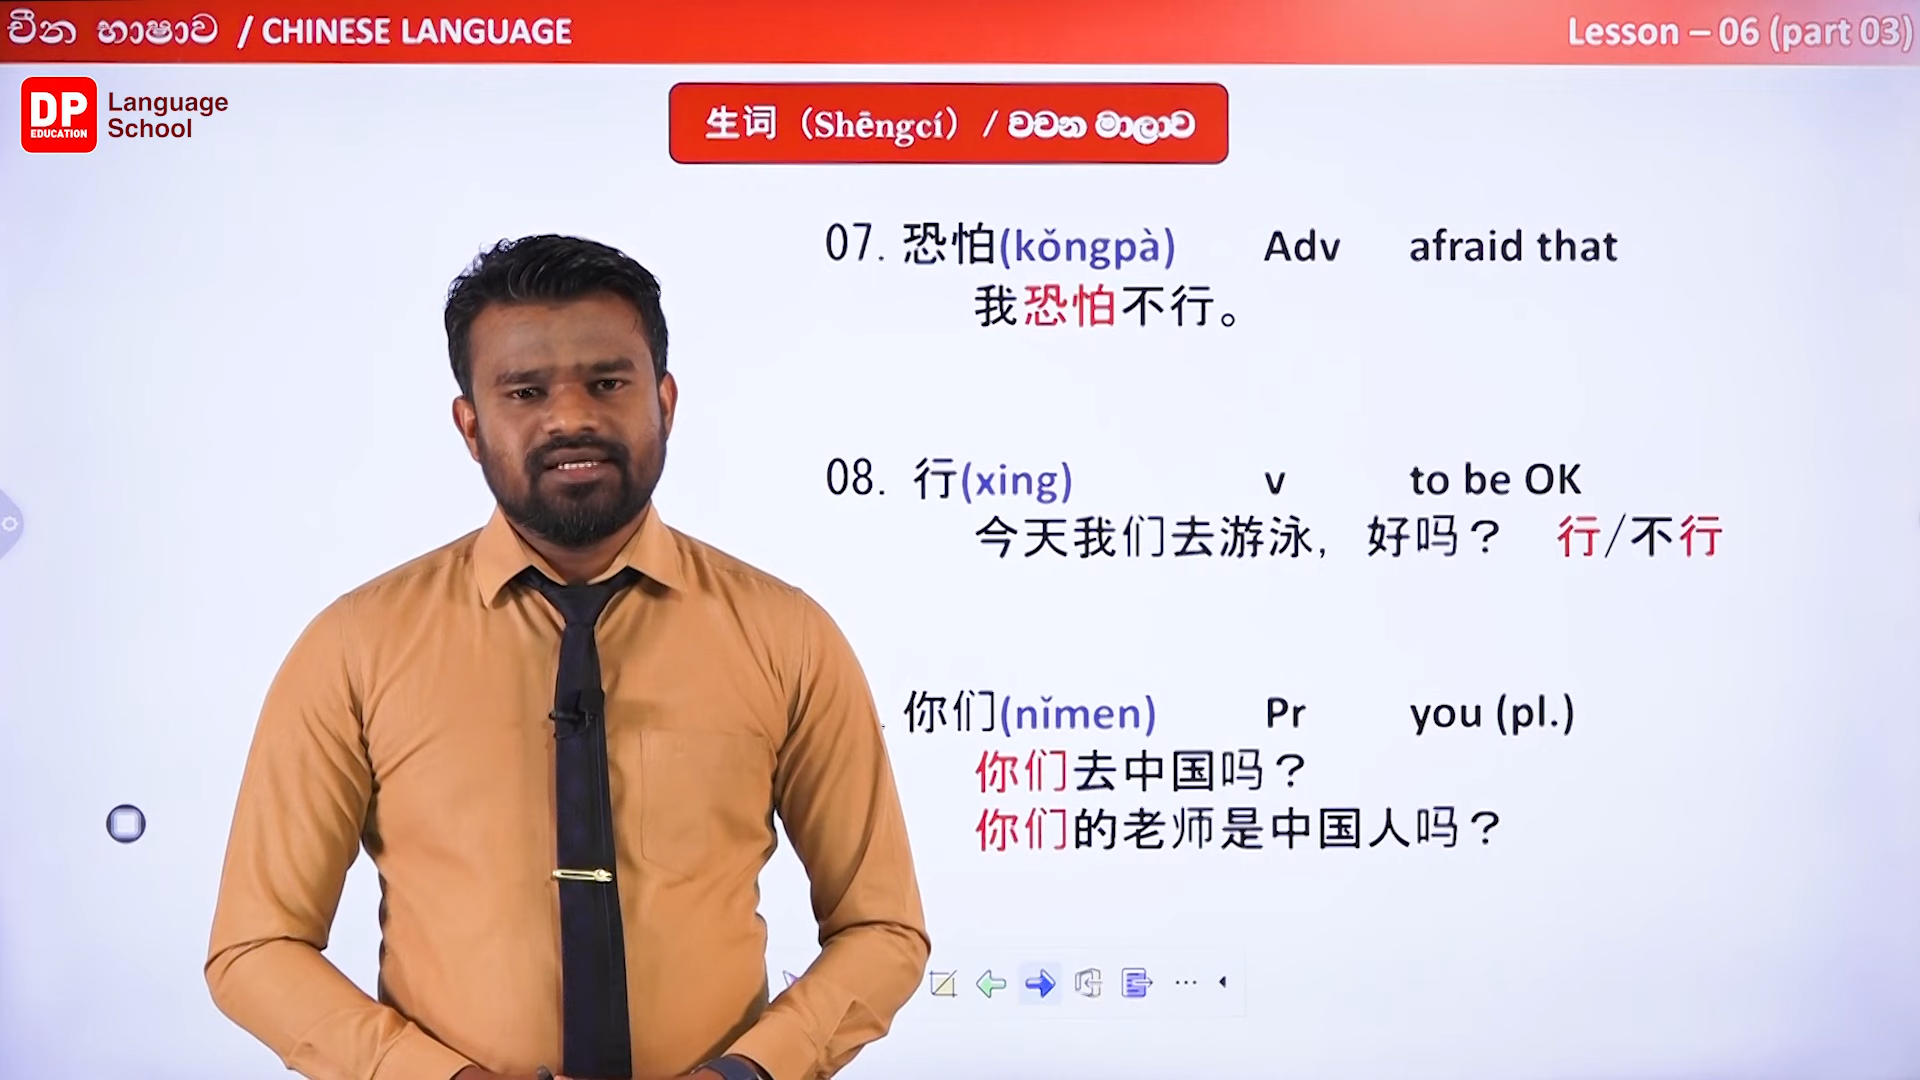 චීන භාෂාව / CHINESE LANGUAGE
Lesson – 06 (part 03)
DP
EDUCATION
Language
School
生词（Shēngcí）/ වචන මාලාව
07. 恐怕(kǒngpà) Adv afraid that
我恐怕不行。
08. 行(xing) v to be OK
今天我们去游泳，好吗？ 行/不行
. 你们(nǐmen) Pr you (pl.)
你们去中国吗？
你们的老师是中国人吗？